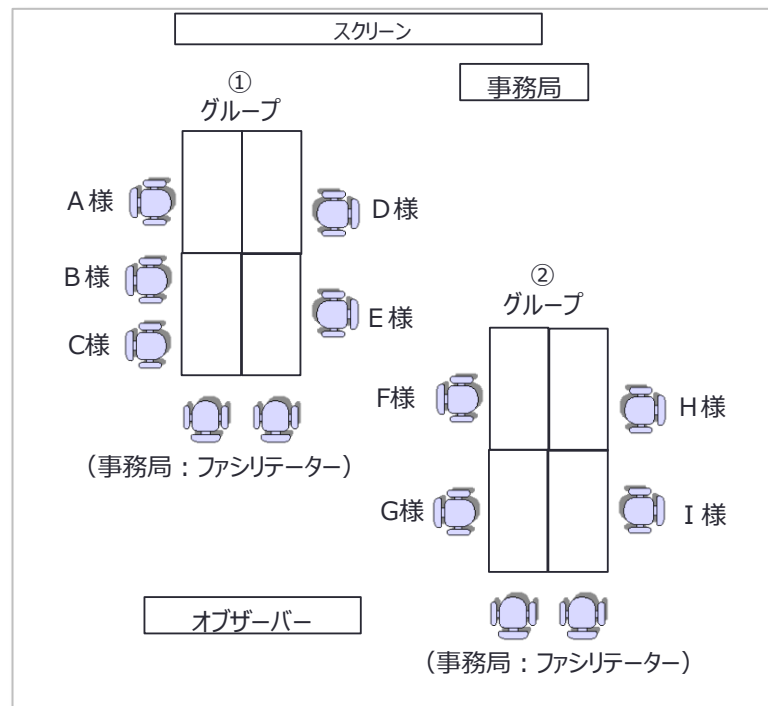 スクリーン
事務局
①
グループ
A様
D様
B様
C様
E様
（事務局：ファシリテーター）
②
グループ
F様
H様
G様
I様
オブザーバー
（事務局：ファシリテーター）